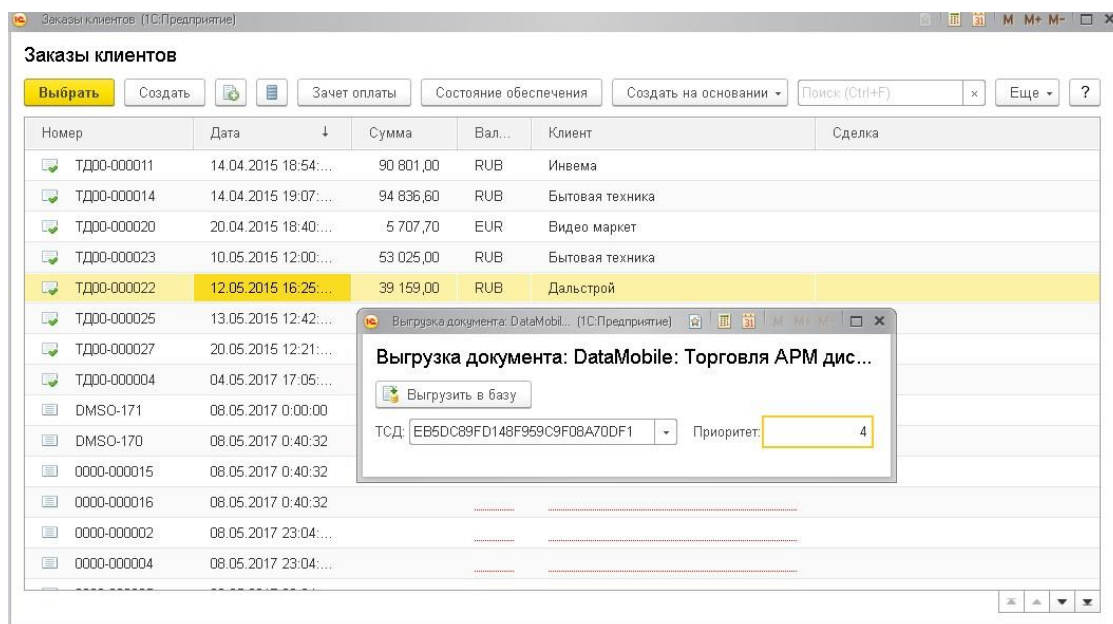 Заказы клиентов (1С:Предприятие) M M+ M-
Заказы клиентов
Выбрать Создать Зачет оплаты Состояние обеспечения Создать на основании Поиск (Ctrl+F) × Еще ?
Номер Дата ↓ Сумма Вал... Клиент Сделка
ТД00-000011 14.04.2015 18:54:... 90 801,00 RUB Инвема
ТД00-000014 14.04.2015 19:07:... 94 836,60 RUB Бытовая техника
ТД00-000020 20.04.2015 18:40:... 5 707,70 EUR Видео маркет
ТД00-000023 10.05.2015 12:00:... 53 025,00 RUB Бытовая техника
ТД00-000022 12.05.2015 16:25:... 39 159,00 RUB Дальстрой
ТД00-000025 13.05.2015 12:42:...
ТД00-000027 20.05.2015 12:21:...
ТД00-000004 04.05.2017 17:05:...
DMSO-171 08.05.2017 0:00:00
DMSO-170 08.05.2017 0:40:32
0000-000015 08.05.2017 0:40:32
0000-000016 08.05.2017 0:40:32
0000-000002 08.05.2017 23:04:...
0000-000004 08.05.2017 23:04:...
Выгрузка документа: DataMobil... (1С:Предприятие) M M+ M-
Выгрузка документа: DataMobile: Торговля АРМ дис...
Выгрузить в базу
ТСД: EB5DC89FD148F959C9F08A70DF1 Приоритет: 4